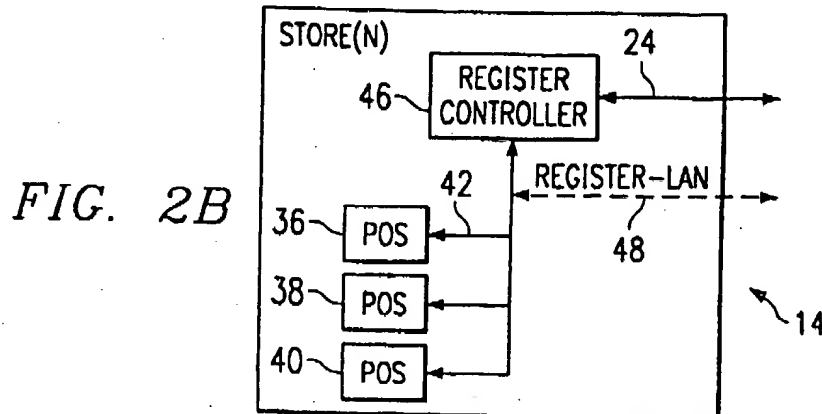 STORE(N)
24
46
REGISTER
CONTROLLER
REGISTER-LAN
42
48
FIG. 2B
36
POS
38
POS
14
40
POS